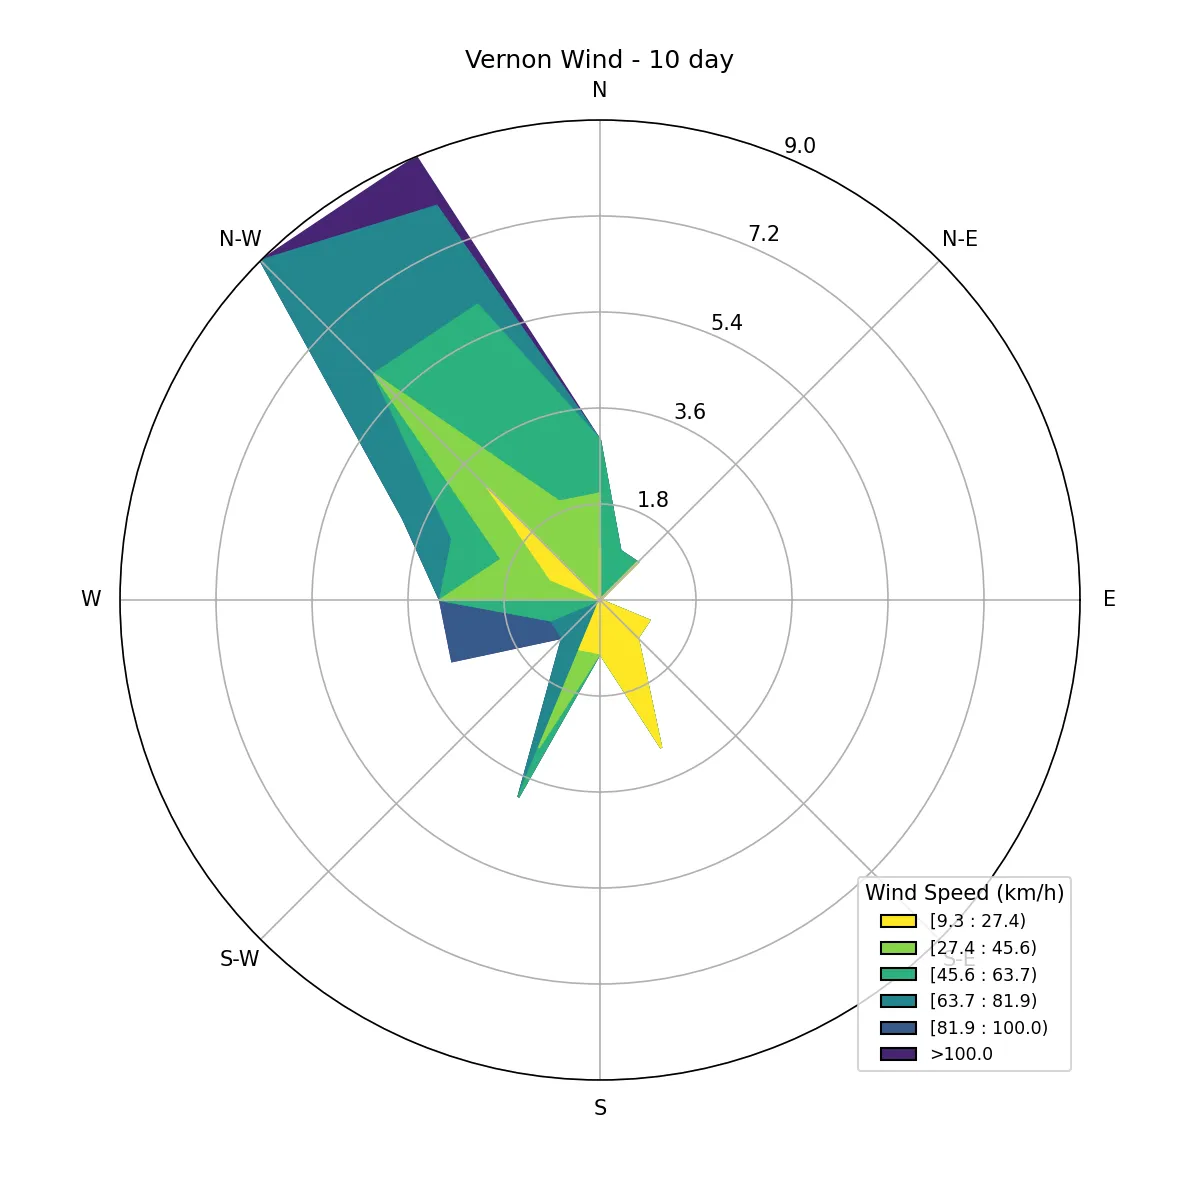 Vernon Wind - 10 day
N
9.0
7.2
N-W
N-E
5.4
3.6
1.8
W
E
Wind Speed (km/h)
[9.3 : 27.4)
[27.4 : 45.6)
S-W
S-E
[45.6 : 63.7)
[63.7 : 81.9)
[81.9 : 100.0)
>100.0
S